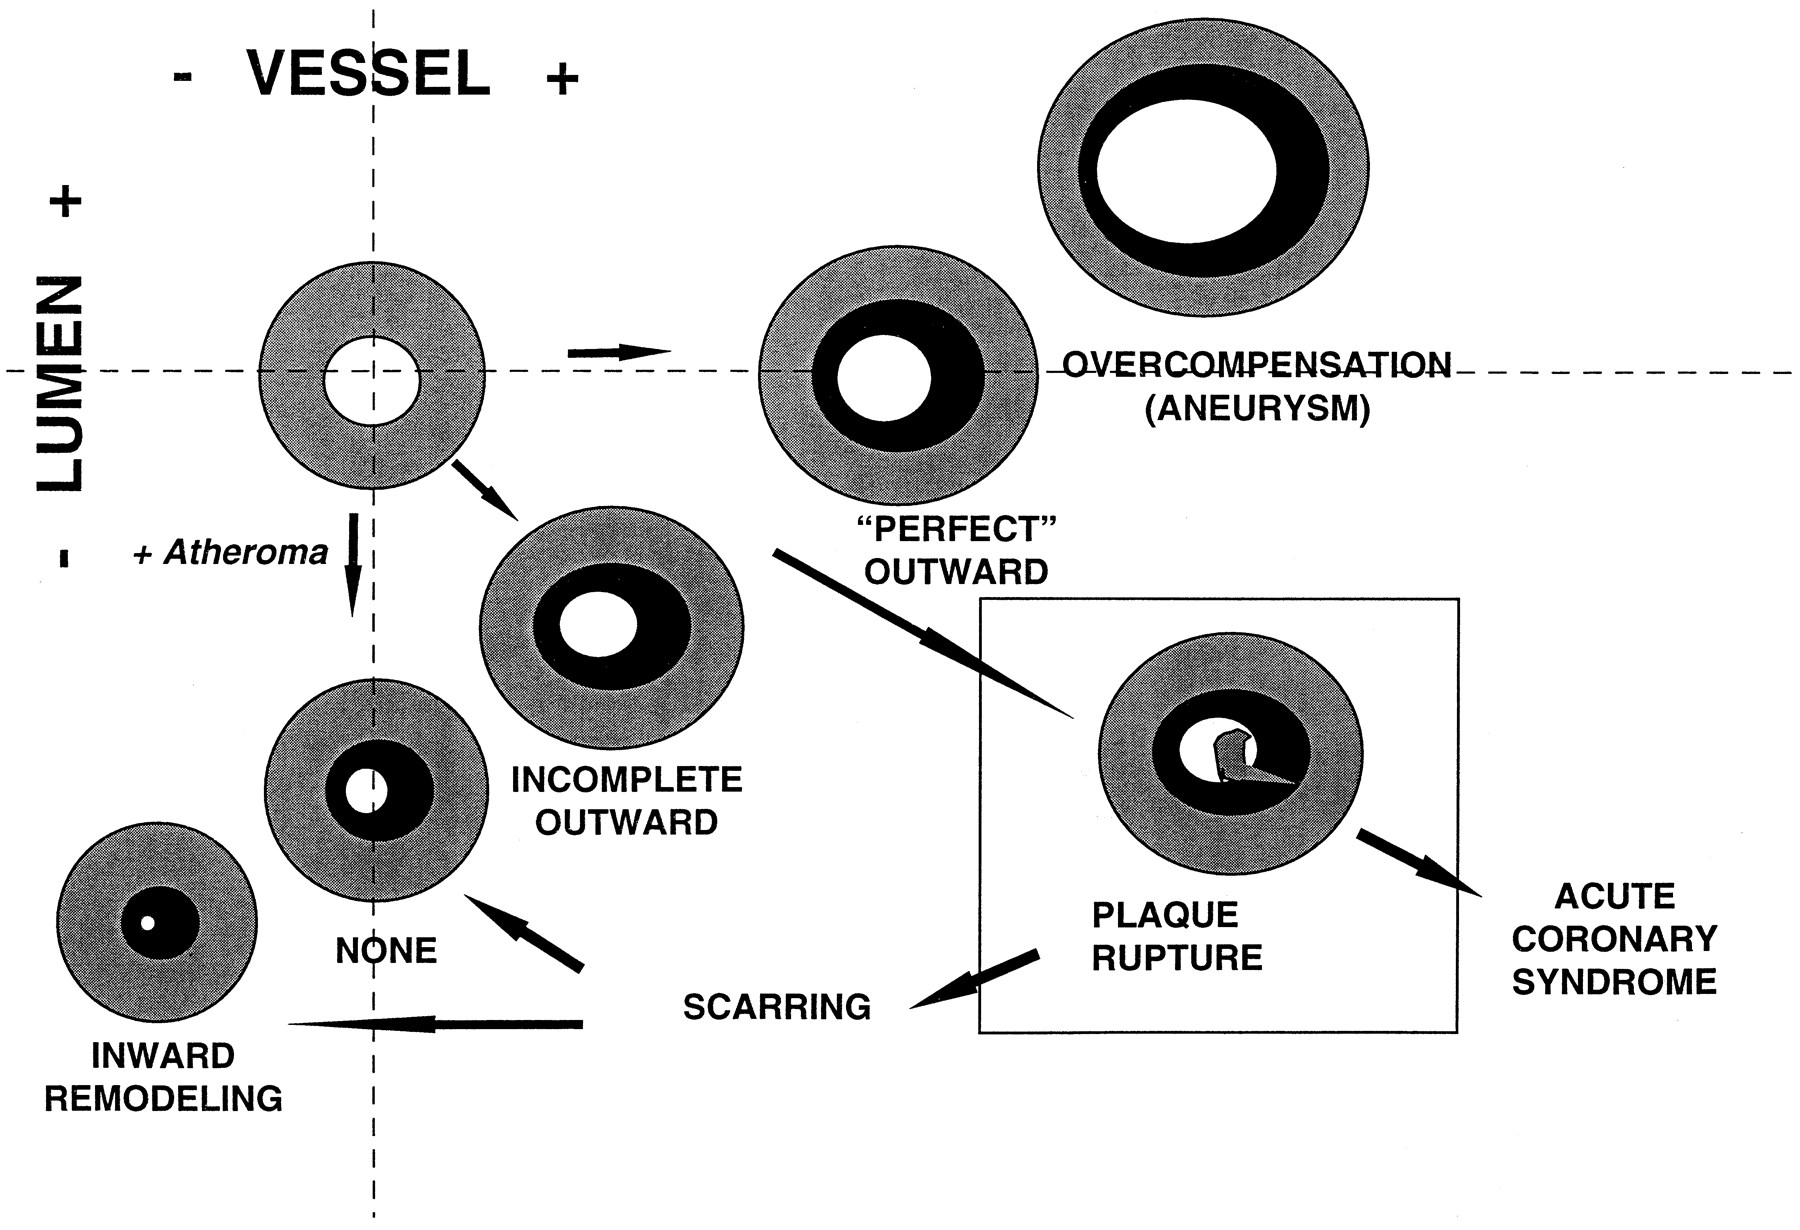 - VESSEL +
- LUMEN +
+ Atheroma
OVERCOMPENSATION
(ANEURYSM)
“PERFECT”
OUTWARD
INCOMPLETE
OUTWARD
NONE
INWARD
REMODELING
SCARRING
PLAQUE
RUPTURE
ACUTE
CORONARY
SYNDROME